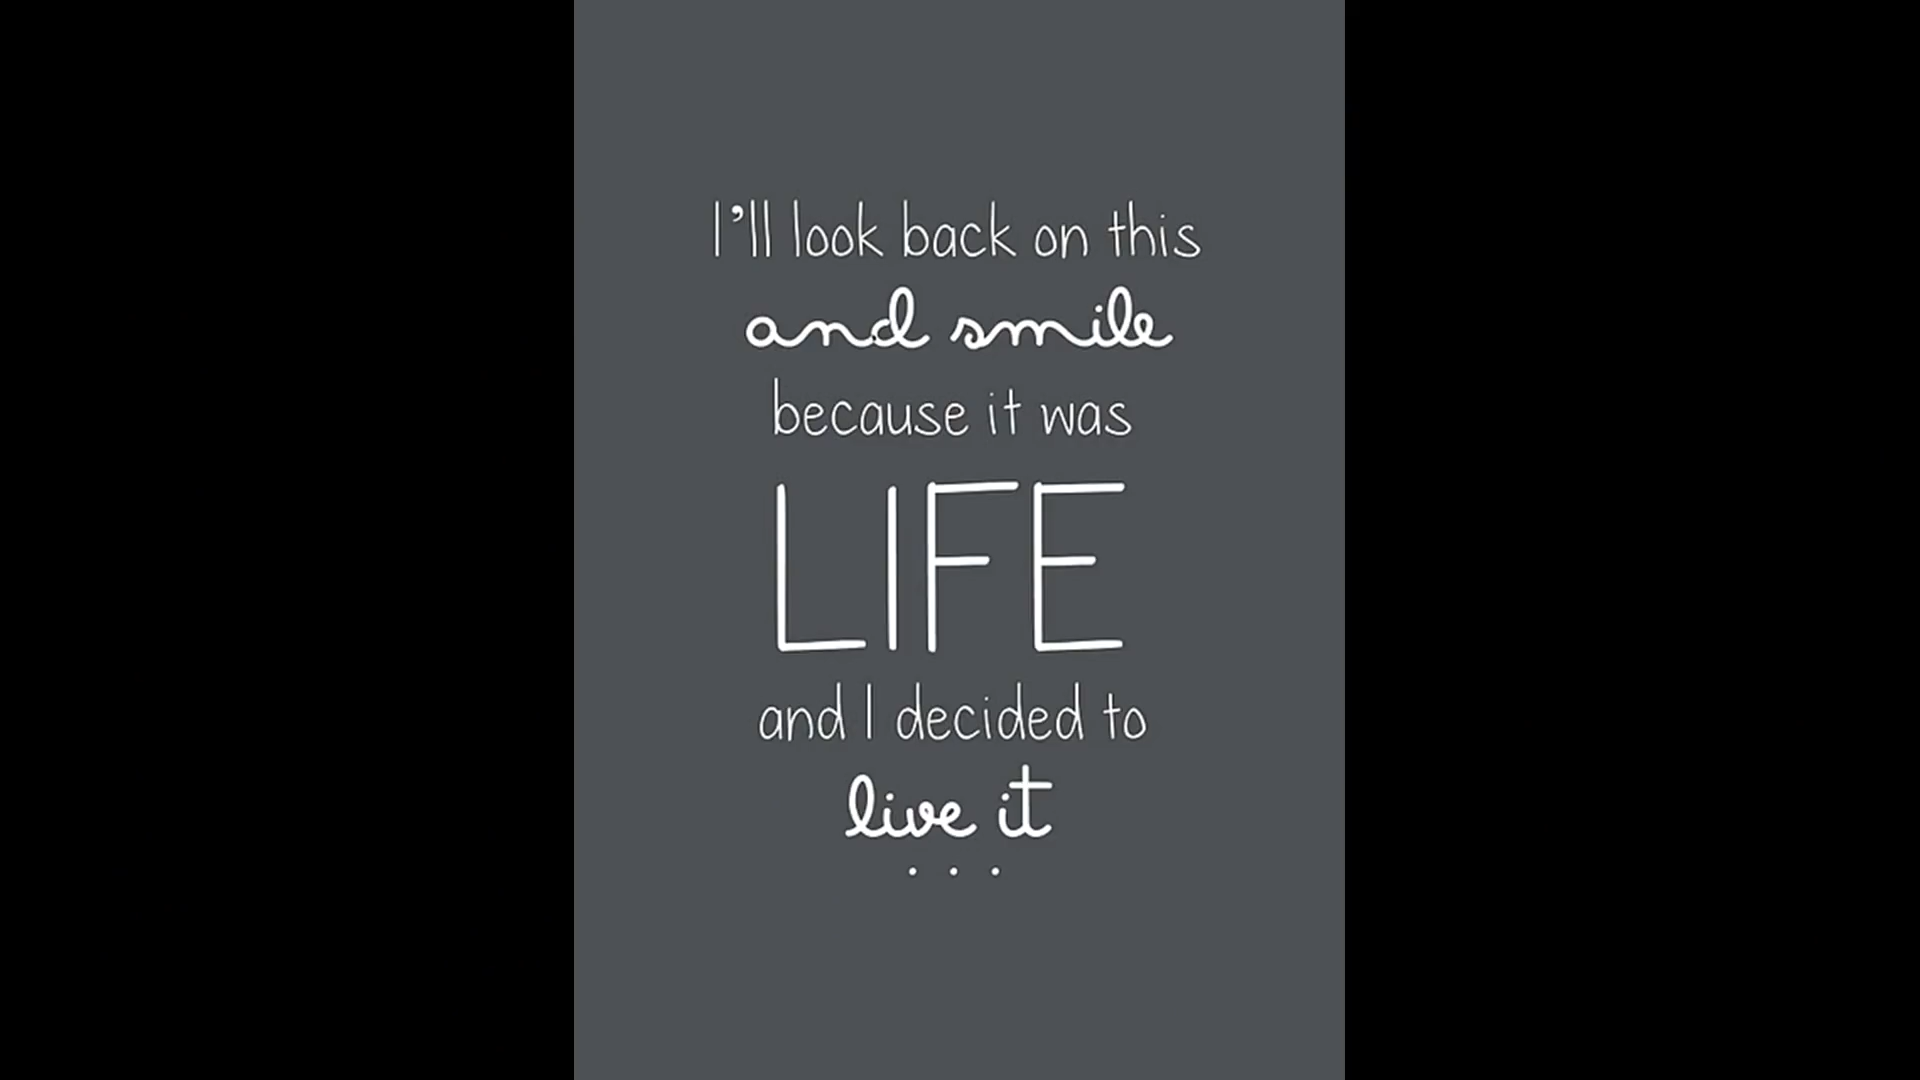 I'll look back on this
and smile
because it was
LIFE
and I decided to
live it
...